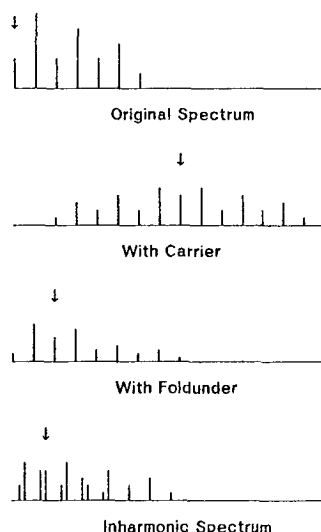 Original Spectrum
With Carrier
With Foldunder
Inharmonic Spectrum